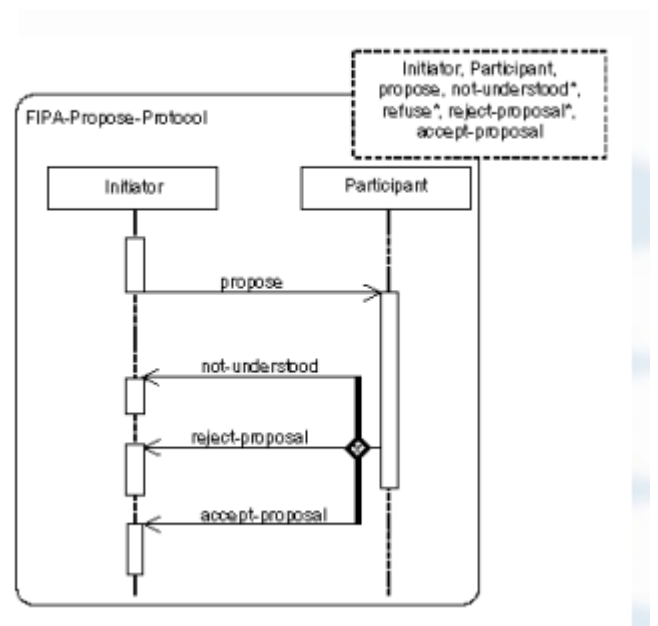 Initiator, Participant,
propose, not-understood*,
refuse*, reject-proposal*,
accept-proposal
FIPA-Propose-Protocol
Initiator
Participant
propose
not-understood
reject-proposal
accept-proposal